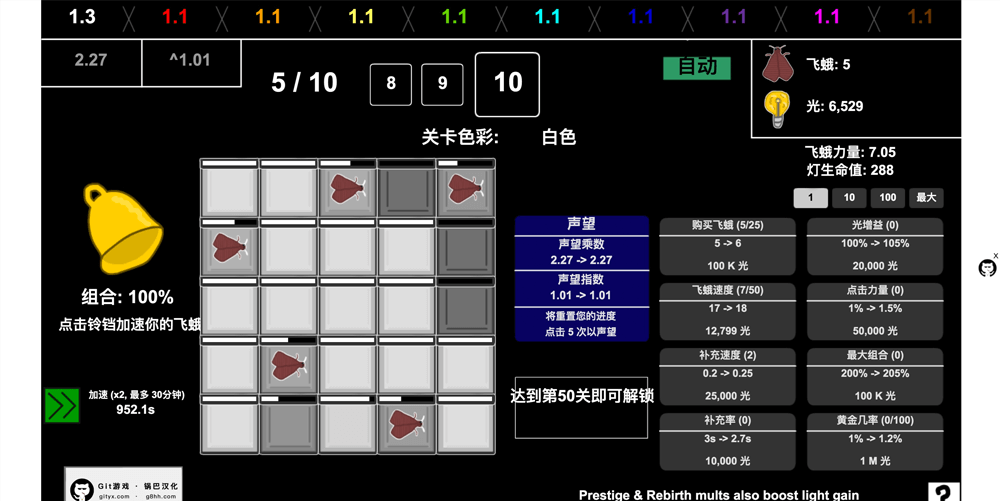 1.3 1.1 1.1 1.1 1.1 1.1 1.1 1.1 1.1 1.1
2.27 ^1.01
5 / 10 8 9 10
自动
飞蛾: 5
光: 6,529
关卡色彩: 白色
飞蛾力量: 7.05
灯生命值: 288
1 10 100 最大
组合: 100%
点击铃铛加速你的飞蛾
加速 (x2, 最多 30分钟)
952.1s
声望
声望乘数
2.27 -> 2.27
声望指数
1.01 -> 1.01
将重置您的进度
点击 5 次以声望
达到第50关即可解锁
购买飞蛾 (5/25)
5 -> 6
100 K 光
光增益 (0)
100% -> 105%
20,000 光
飞蛾速度 (7/50)
17 -> 18
12,799 光
点击力量 (0)
1% -> 1.5%
50,000 光
补充速度 (2)
0.2 -> 0.25
25,000 光
最大组合 (0)
200% -> 205%
100 K 光
补充率 (0)
3s -> 2.7s
10,000 光
黄金几率 (0/100)
1% -> 1.2%
1 M 光
Git游戏 · 锅巴汉化
gityx.com · g8hh.com
Prestige & Rebirth mults also boost light gain
?
x